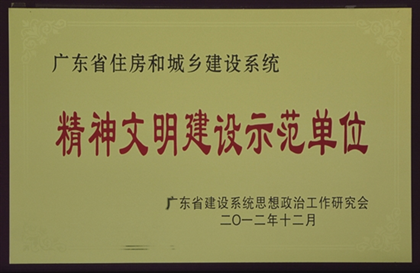 广东省住房和城乡建设系统
精神文明建设示范单位
广东省建设系统思想政治工作研究会
二〇一二年十二月